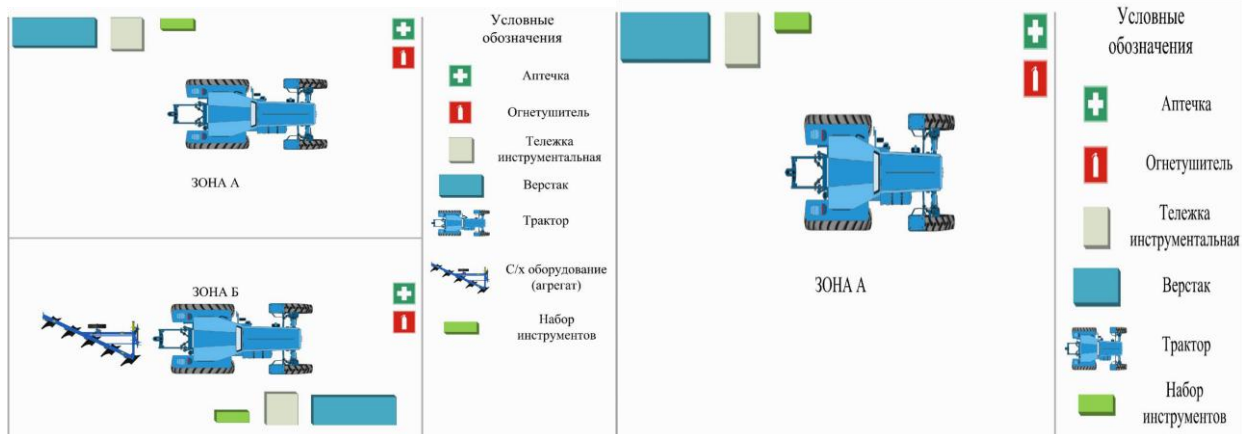 Условные
обозначения
Аптечка
Огнетушитель
Тележка
инструментальная
Верстак
Трактор
С/х оборудование
(агрегат)
Набор
инструментов
ЗОНА А
ЗОНА Б
Условные
обозначения
Аптечка
Огнетушитель
Тележка
инструментальная
Верстак
Трактор
Набор
инструментов
ЗОНА А